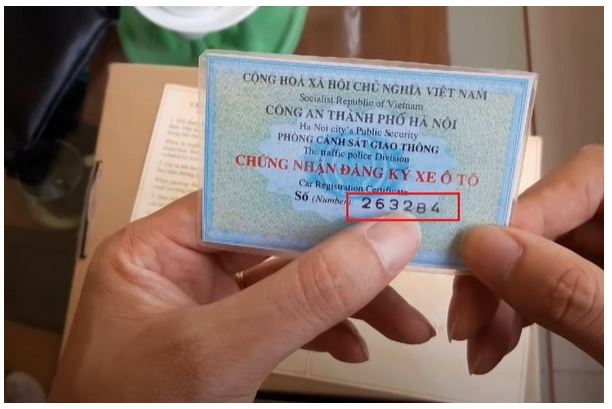 CỘNG HOÀ XÃ HỘI CHỦ NGHĨA VIỆT NAM
Socialist Republic of Vietnam
CÔNG AN THÀNH PHỐ HÀ NỘI
Ha Noi city's Public Security
PHÒNG CẢNH SÁT GIAO THÔNG
The traffic police Division
CHỨNG NHẬN ĐĂNG KÝ XE Ô TÔ
Car Registration Certificate
Số (Number) 263284